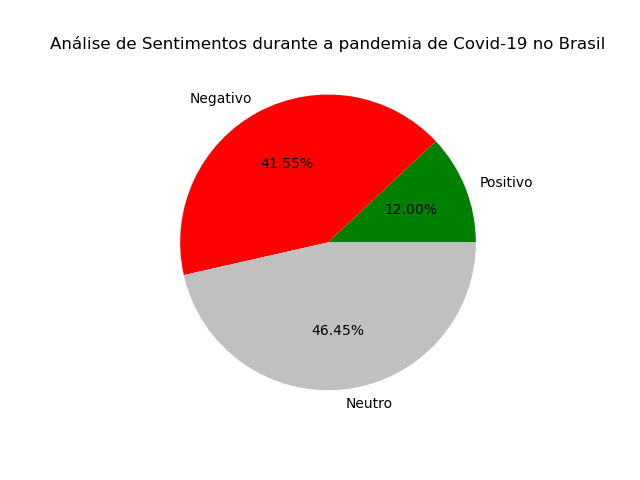 Análise de Sentimentos durante a pandemia de Covid-19 no Brasil
Negativo
41.55%
Positivo
12.00%
46.45%
Neutro